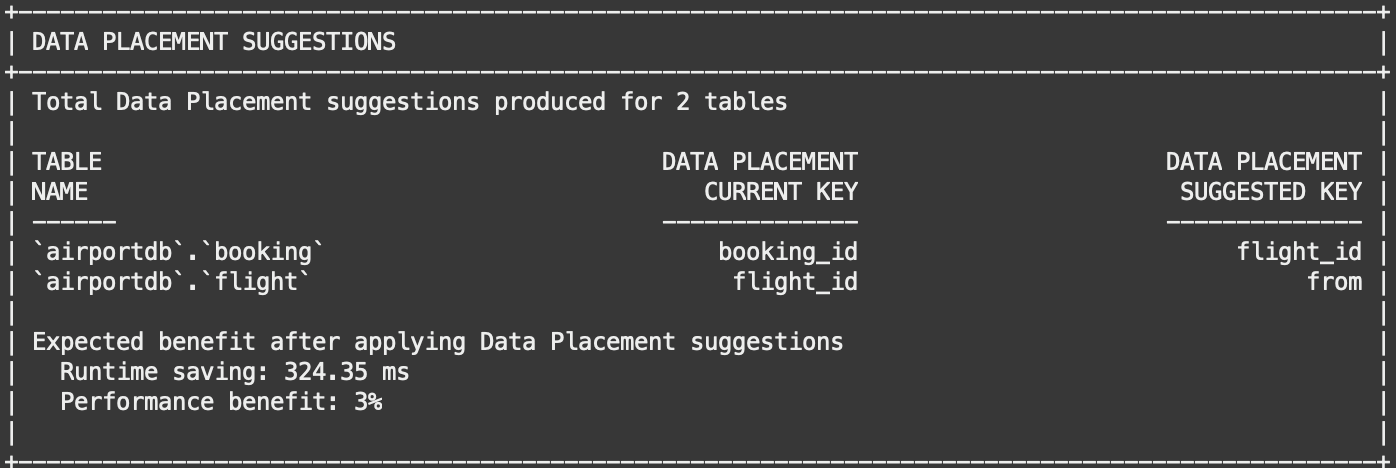 +--------------------------------------------------------------------------------------------------+
| DATA PLACEMENT SUGGESTIONS                                                                       |
+--------------------------------------------------------------------------------------------------+
| Total Data Placement suggestions produced for 2 tables                                           |
|                                                                                                  |
| TABLE                                        DATA PLACEMENT                      DATA PLACEMENT |
| NAME                                            CURRENT KEY                       SUGGESTED KEY |
| ------                                       --------------                      -------------- |
| `airportdb`.`booking`                            booking_id                           flight_id |
| `airportdb`.`flight`                              flight_id                                from |
|                                                                                                  |
| Expected benefit after applying Data Placement suggestions                                       |
|   Runtime saving: 324.35 ms                                                                      |
|   Performance benefit: 3%                                                                        |
|                                                                                                  |
+--------------------------------------------------------------------------------------------------+